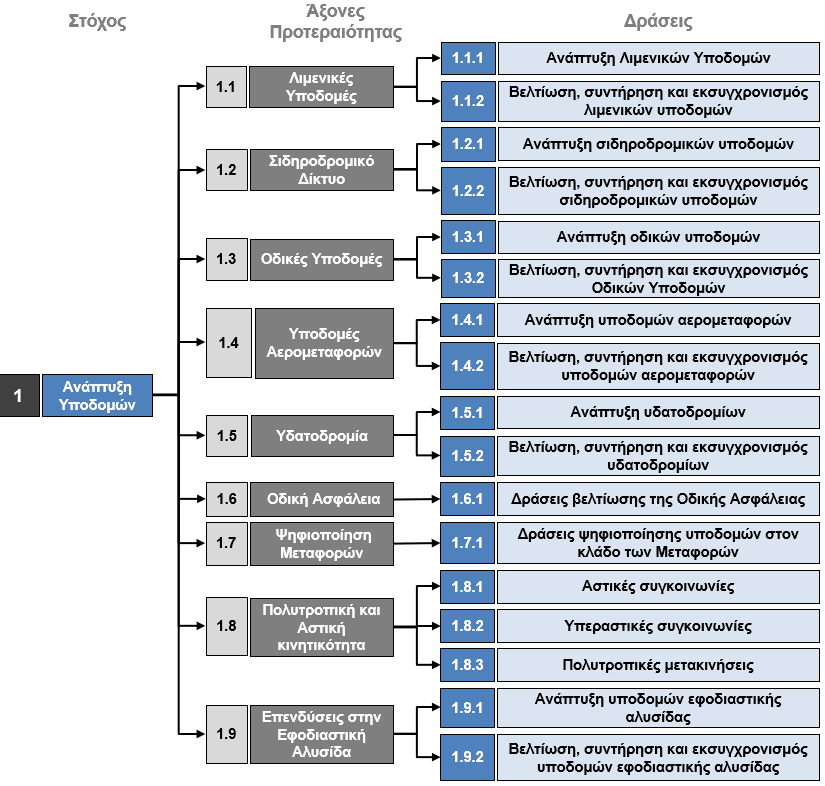 Στόχος
Άξονες
Προτεραιότητας
Δράσεις
1
Ανάπτυξη
Υποδομών
1.1
Λιμενικές
Υποδομές
1.1.1
Ανάπτυξη Λιμενικών Υποδομών
1.1.2
Βελτίωση, συντήρηση και εκσυγχρονισμός
λιμενικών υποδομών
1.2
Σιδηροδρομικό
Δίκτυο
1.2.1
Ανάπτυξη σιδηροδρομικών υποδομών
1.2.2
Βελτίωση, συντήρηση και εκσυγχρονισμός
σιδηροδρομικών υποδομών
1.3
Οδικές Υποδομές
1.3.1
Ανάπτυξη οδικών υποδομών
1.3.2
Βελτίωση, συντήρηση και εκσυγχρονισμός
Οδικών Υποδομών
1.4
Υποδομές
Αερομεταφορών
1.4.1
Ανάπτυξη υποδομών αερομεταφορών
1.4.2
Βελτίωση, συντήρηση και εκσυγχρονισμός
υποδομών αερομεταφορών
1.5
Υδατοδρομία
1.5.1
Ανάπτυξη υδατοδρομίων
1.5.2
Βελτίωση, συντήρηση και εκσυγχρονισμός
υδατοδρομίων
1.6
Οδική Ασφάλεια
1.6.1
Δράσεις βελτίωσης της Οδικής Ασφάλειας
1.7
Ψηφιοποίηση
Μεταφορών
1.7.1
Δράσεις ψηφιοποίησης υποδομών στον
κλάδο των Μεταφορών
1.8
Πολυτροπική και
Αστική
κινητικότητα
1.8.1
Αστικές συγκοινωνίες
1.8.2
Υπεραστικές συγκοινωνίες
1.8.3
Πολυτροπικές μετακινήσεις
1.9
Επενδύσεις στην
Εφοδιαστική
Αλυσίδα
1.9.1
Ανάπτυξη υποδομών εφοδιαστικής
αλυσίδας
1.9.2
Βελτίωση, συντήρηση και εκσυγχρονισμός
υποδομών εφοδιαστικής αλυσίδας